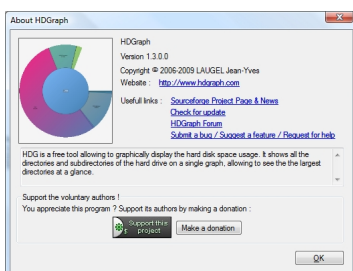 About HDGraph
HDGraph
Version 1.3.0.0
Copyright © 2006-2009 LAUGEL Jean-Yves
Website : http://www.hdgraph.com
Usefull links : Sourceforge Project Page & News
Check for update
HDGraph Forum
Submit a bug / Suggest a feature / Request for help
HDG is a free tool allowing to graphically display the hard disk space usage. It shows all the
directories and subdirectories of the hard drive on a single graph, allowing to see the the largest
directories at a glance.
Support the voluntary authors !
You appreciate this program ? Support its authors by making a donation :
Support this
project
Make a donation
OK